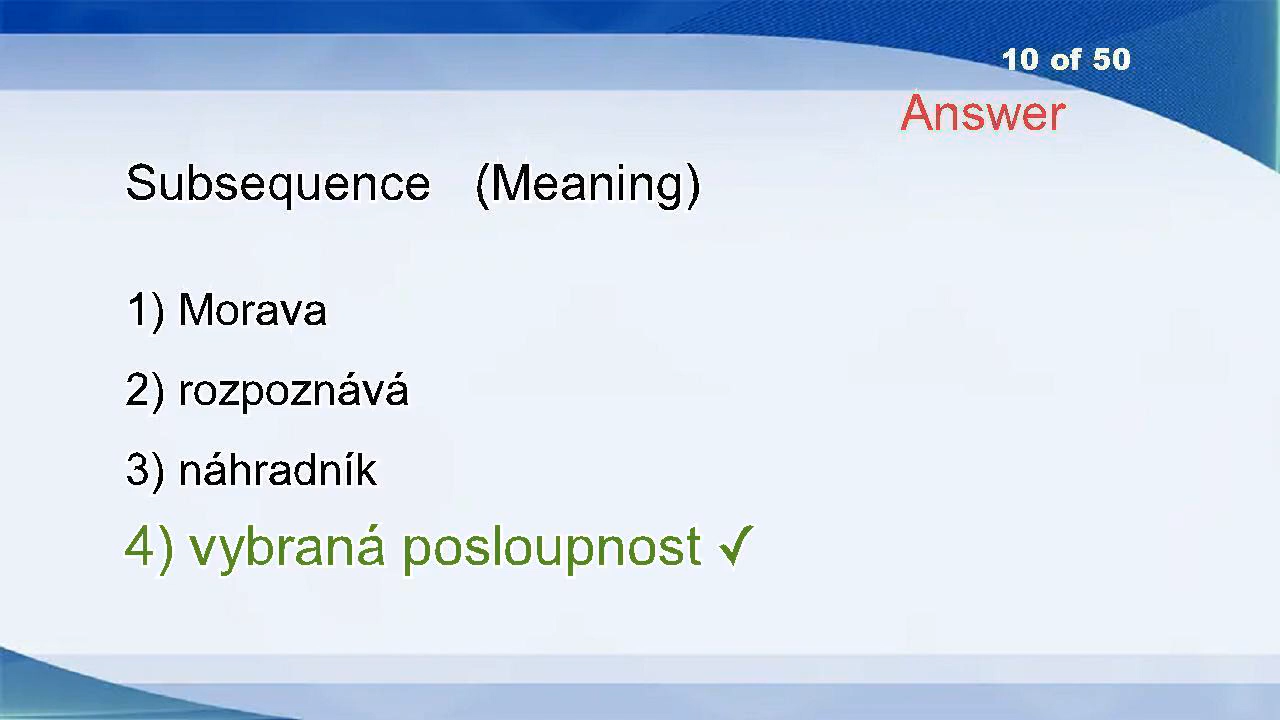 10 of 50
Answer
Subsequence (Meaning)
1) Morava
2) rozpoznává
3) náhradník
4) vybraná posloupnost ✓